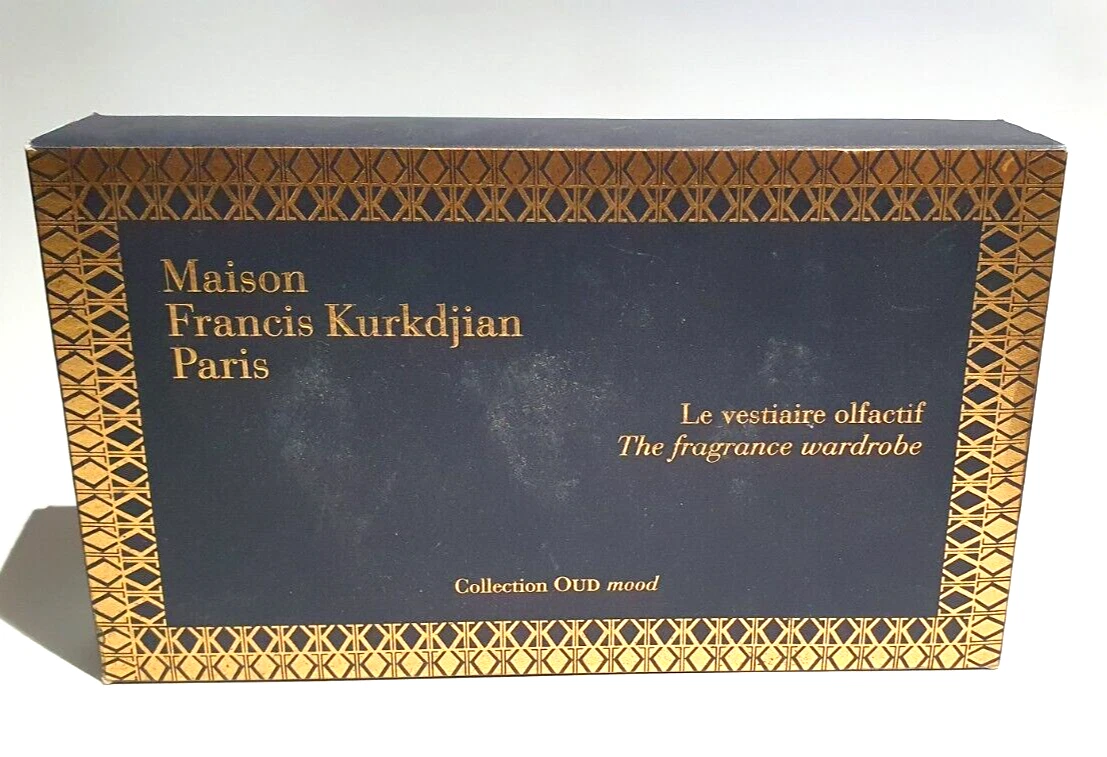 Maison
Francis Kurkdjian
Paris
Le vestiaire olfactif
The fragrance wardrobe
Collection OUD mood